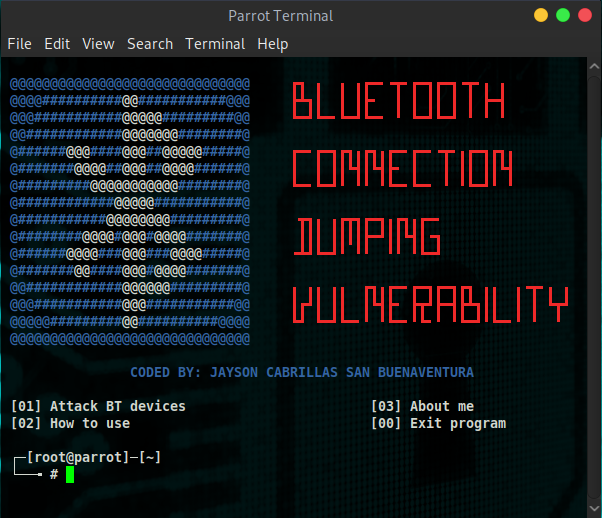 Parrot Terminal
File Edit View Search Terminal Help
BLUETOOTH
CONNECTION
DUMPING
VULNERABILITY
CODED BY: JAYSON CABRILLAS SAN BUENAVENTURA
[01] Attack BT devices [03] About me
[02] How to use [00] Exit program
┌─[root@parrot]─[~]
└──╼ #